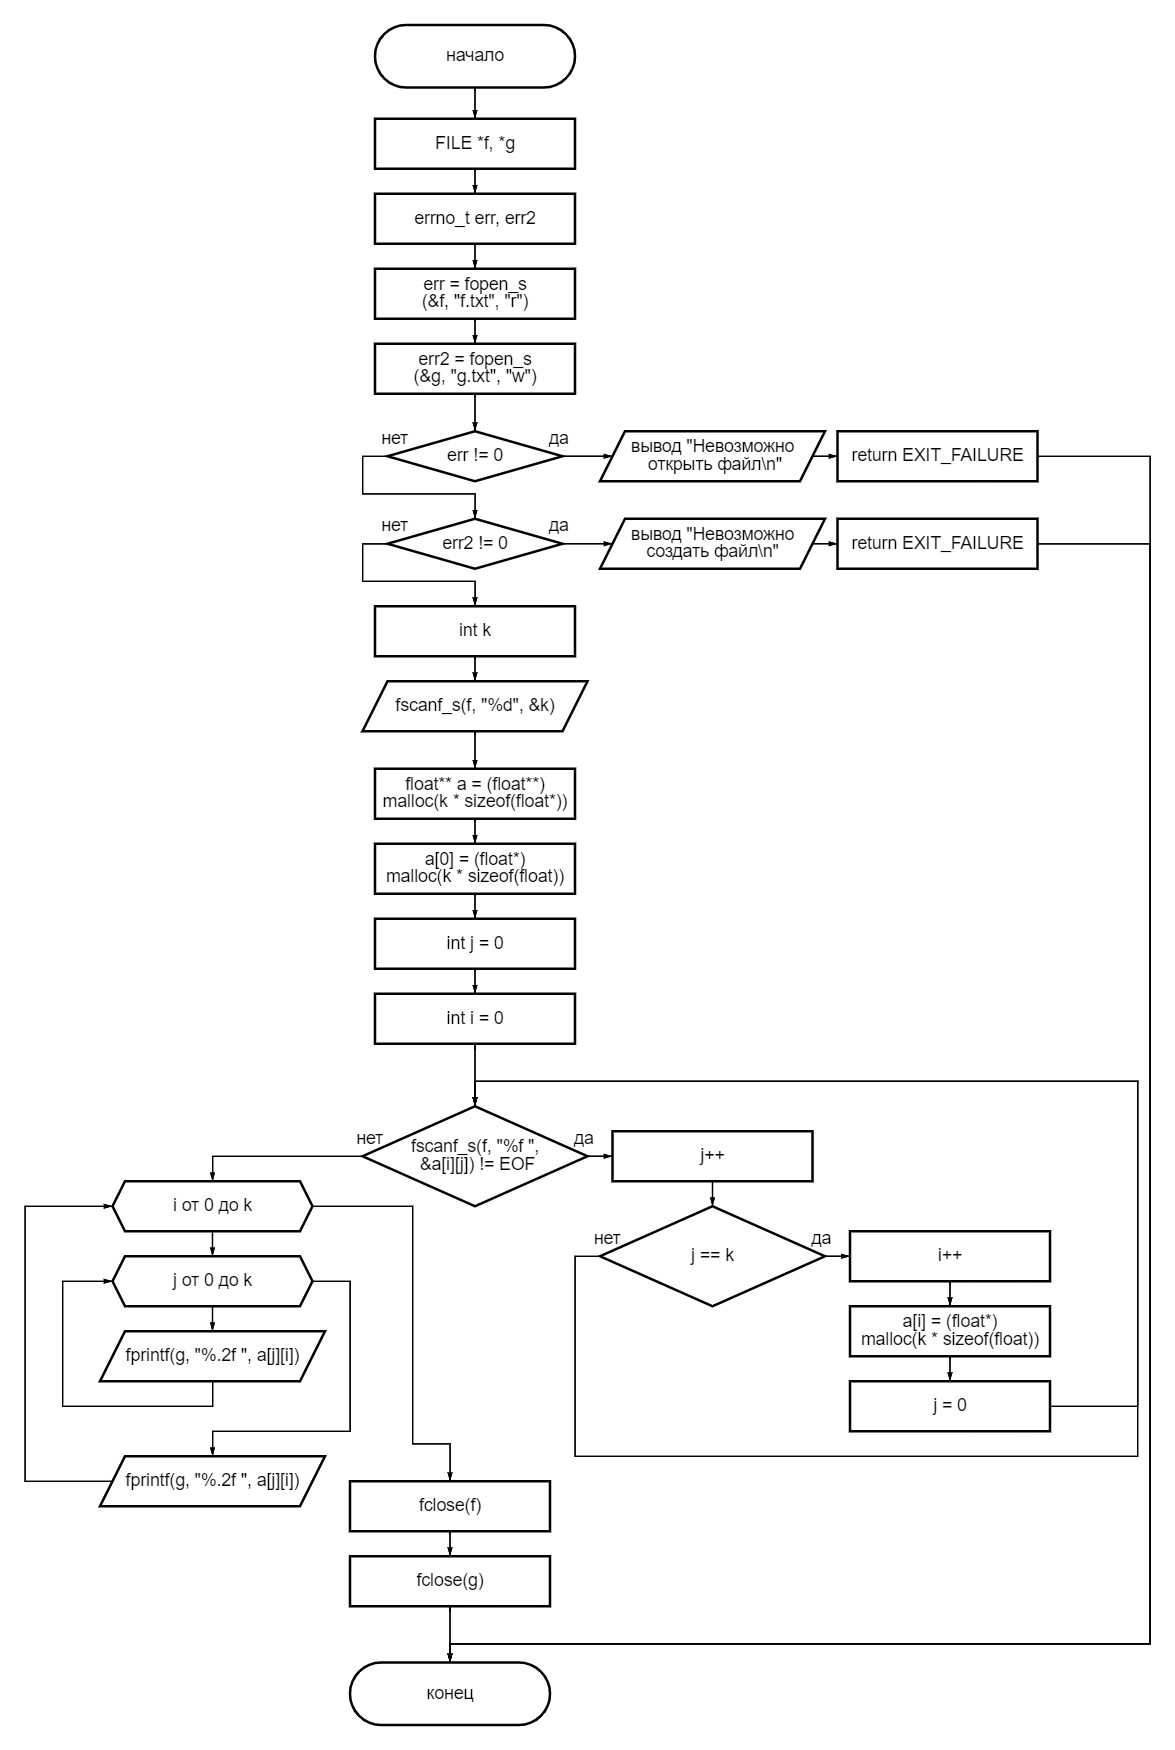 начало
FILE *f, *g
errno_t err, err2
err = fopen_s
(&f, "f.txt", "r")
err2 = fopen_s
(&g, "g.txt", "w")
нет
err != 0
да
вывод "Невозможно
открыть файл\n"
return EXIT_FAILURE
нет
err2 != 0
да
вывод "Невозможно
создать файл\n"
return EXIT_FAILURE
int k
fscanf_s(f, "%d", &k)
float** a = (float**)
malloc(k * sizeof(float*))
a[0] = (float*)
malloc(k * sizeof(float))
int j = 0
int i = 0
нет
fscanf_s(f, "%f ",
&a[i][j]) != EOF
да
j++
нет
j == k
да
i++
a[i] = (float*)
malloc(k * sizeof(float))
j = 0
i от 0 до k
j от 0 до k
fprintf(g, "%.2f ", a[j][i])
fprintf(g, "%.2f ", a[j][i])
fclose(f)
fclose(g)
конец